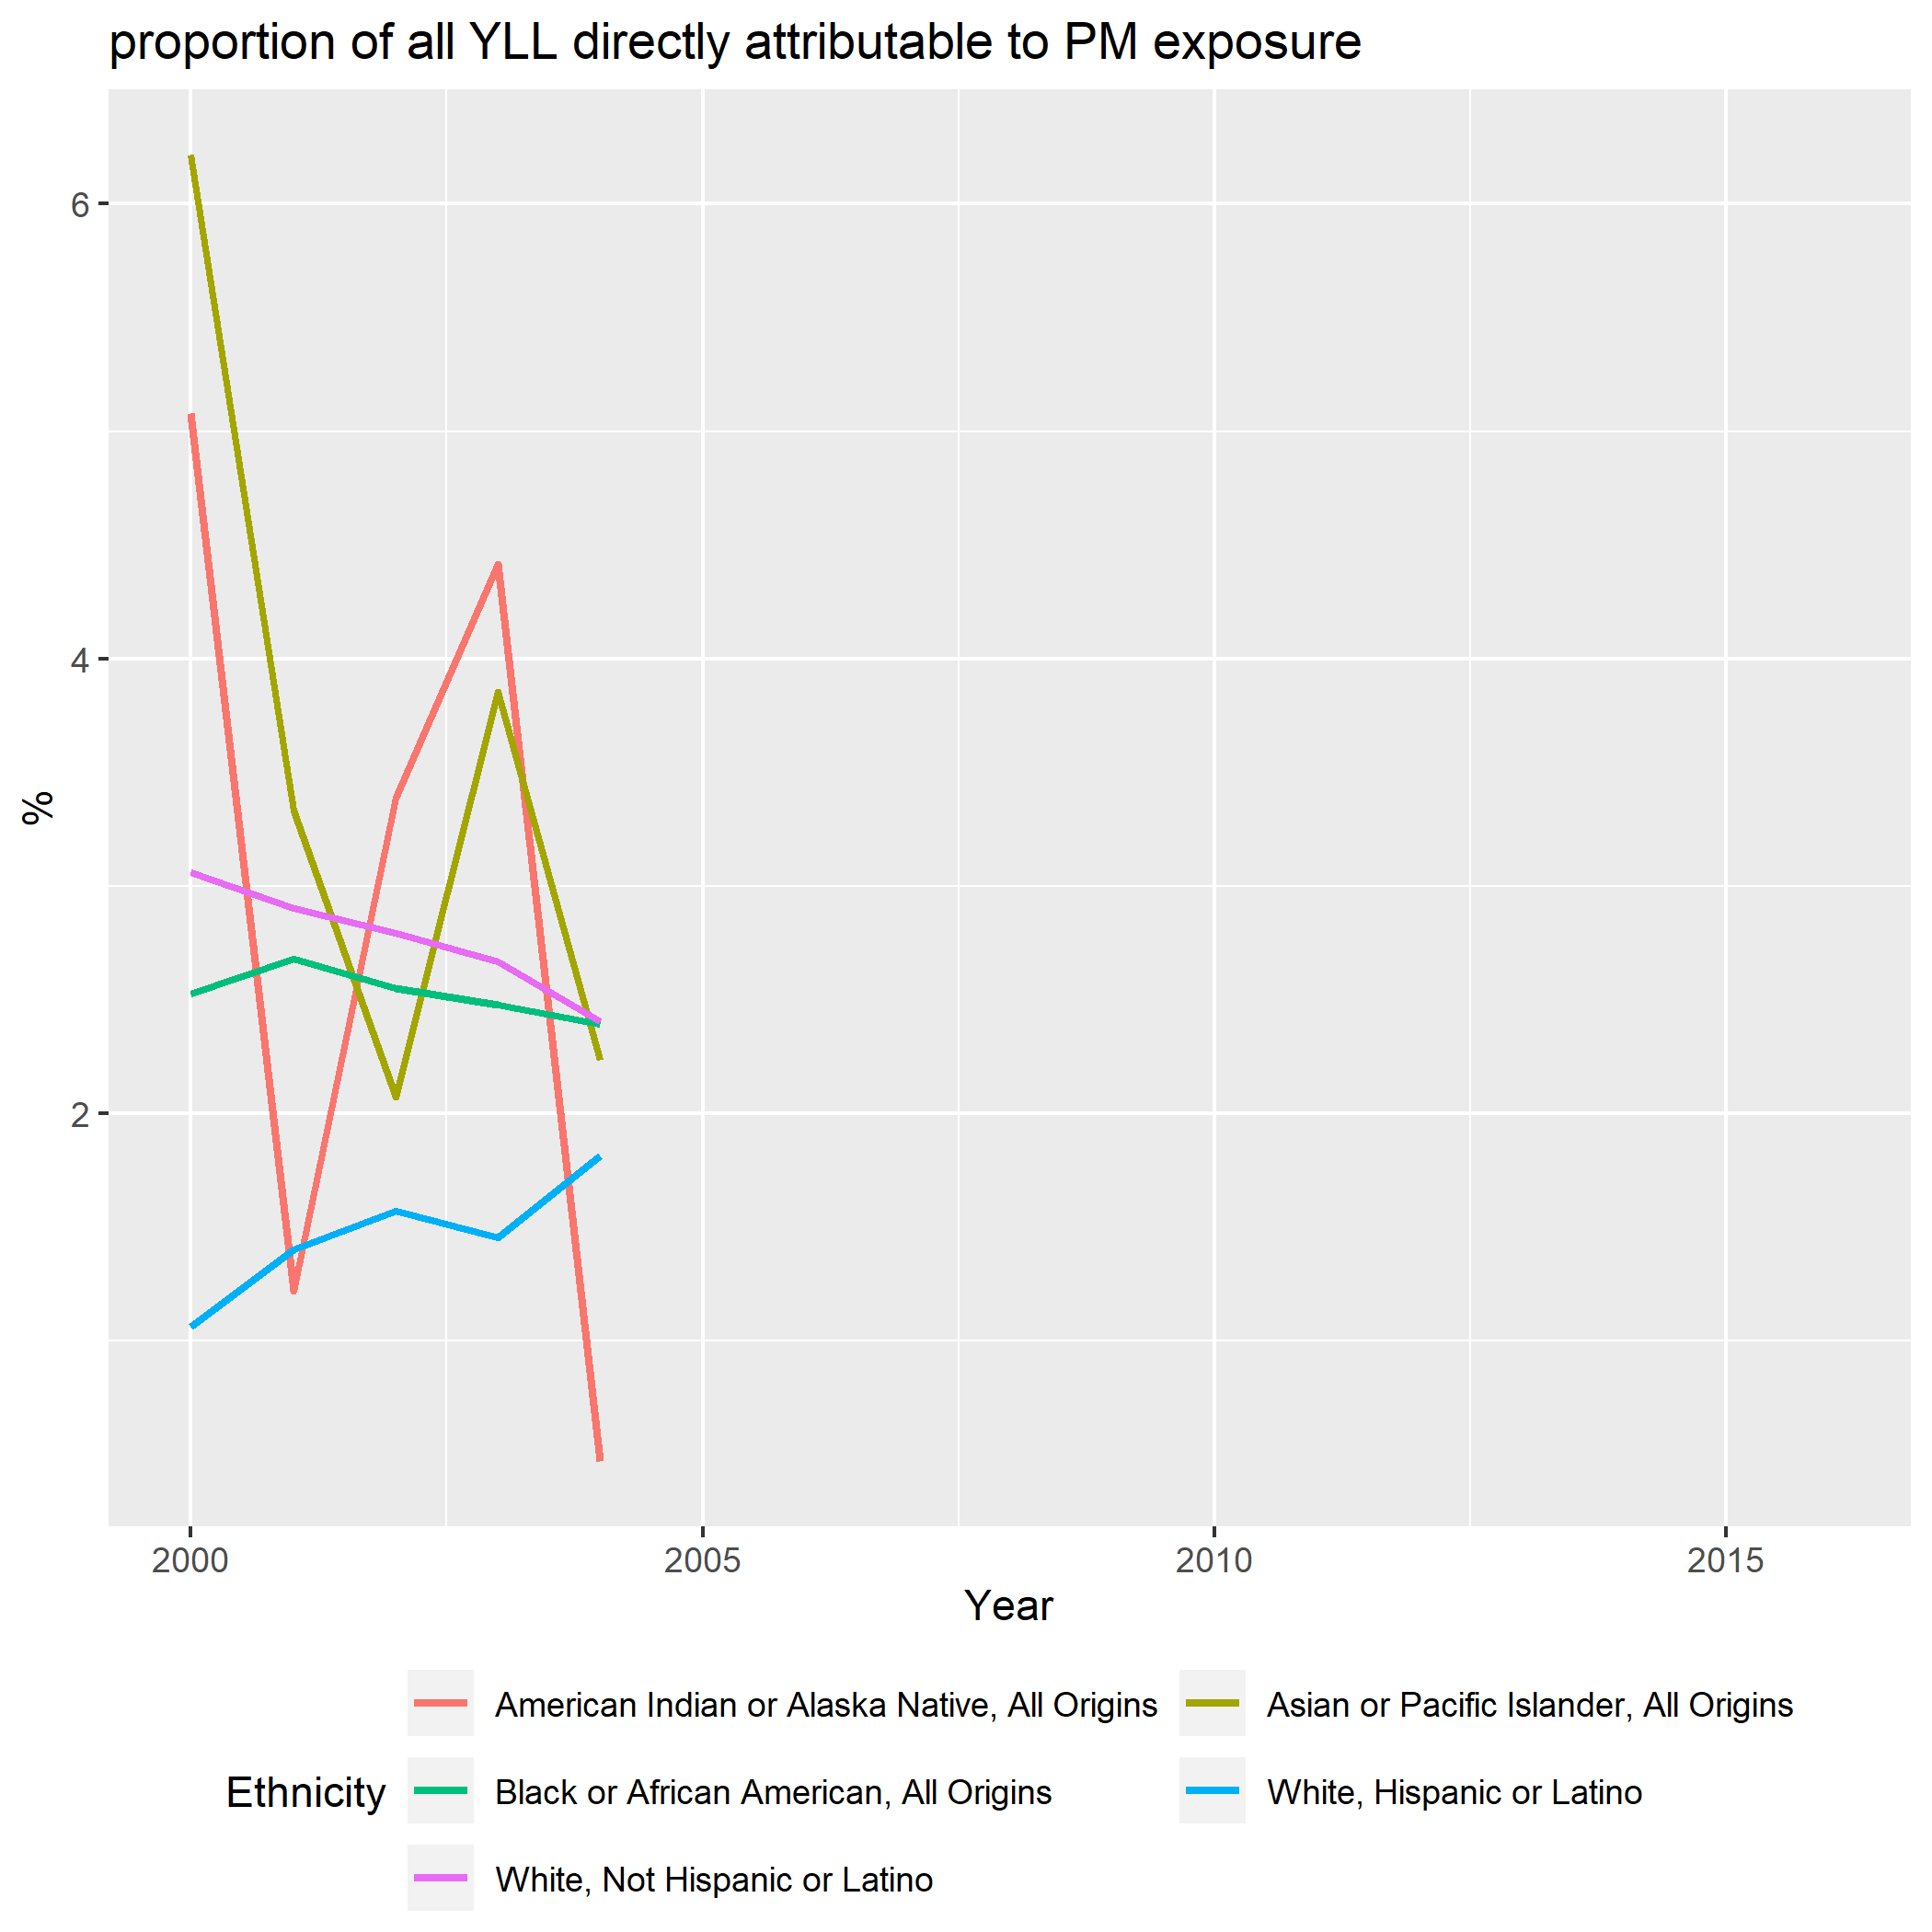 proportion of all YLL directly attributable to PM exposure
6
4
2
%
2000 2005 2010 2015
Year
Ethnicity
American Indian or Alaska Native, All Origins
Asian or Pacific Islander, All Origins
Black or African American, All Origins
White, Hispanic or Latino
White, Not Hispanic or Latino